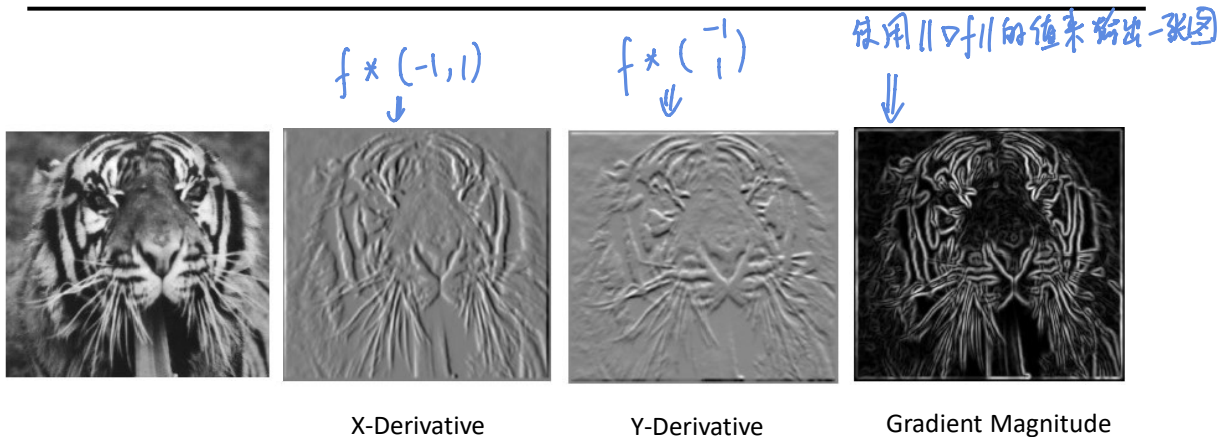 f * (-1, 1)
f * (-1
1)
使用 ||∇f|| 的值来输出一张图
X-Derivative
Y-Derivative
Gradient Magnitude